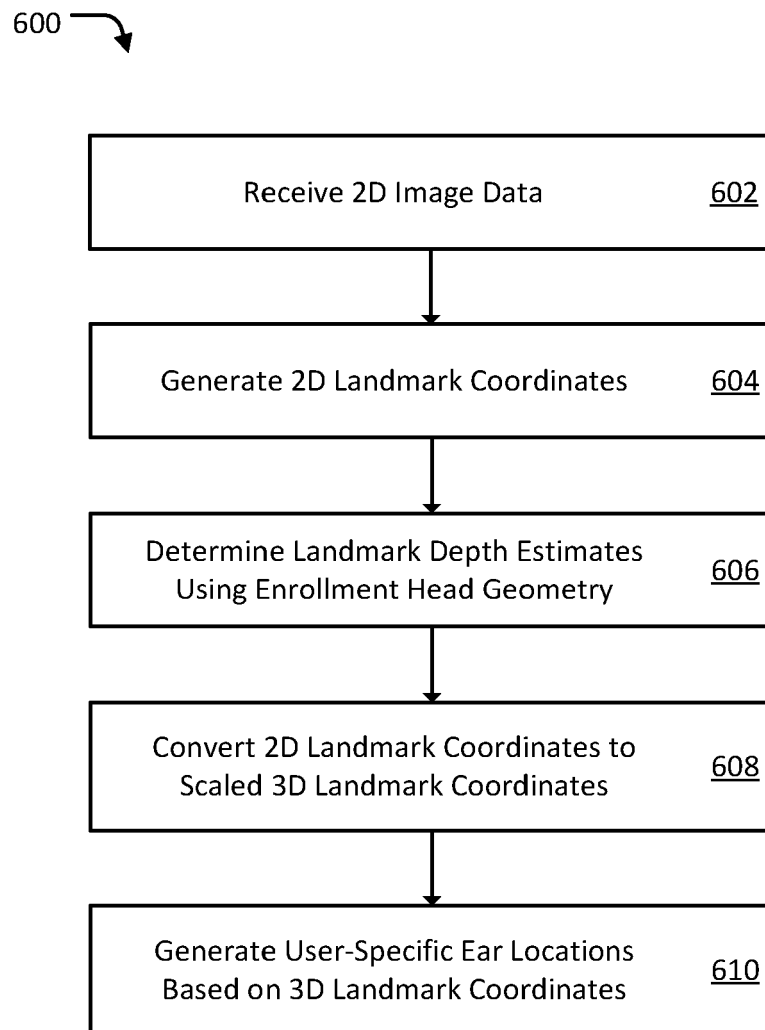 600
Receive 2D Image Data 602
Generate 2D Landmark Coordinates 604
Determine Landmark Depth Estimates
Using Enrollment Head Geometry 606
Convert 2D Landmark Coordinates to
Scaled 3D Landmark Coordinates 608
Generate User-Specific Ear Locations
Based on 3D Landmark Coordinates 610